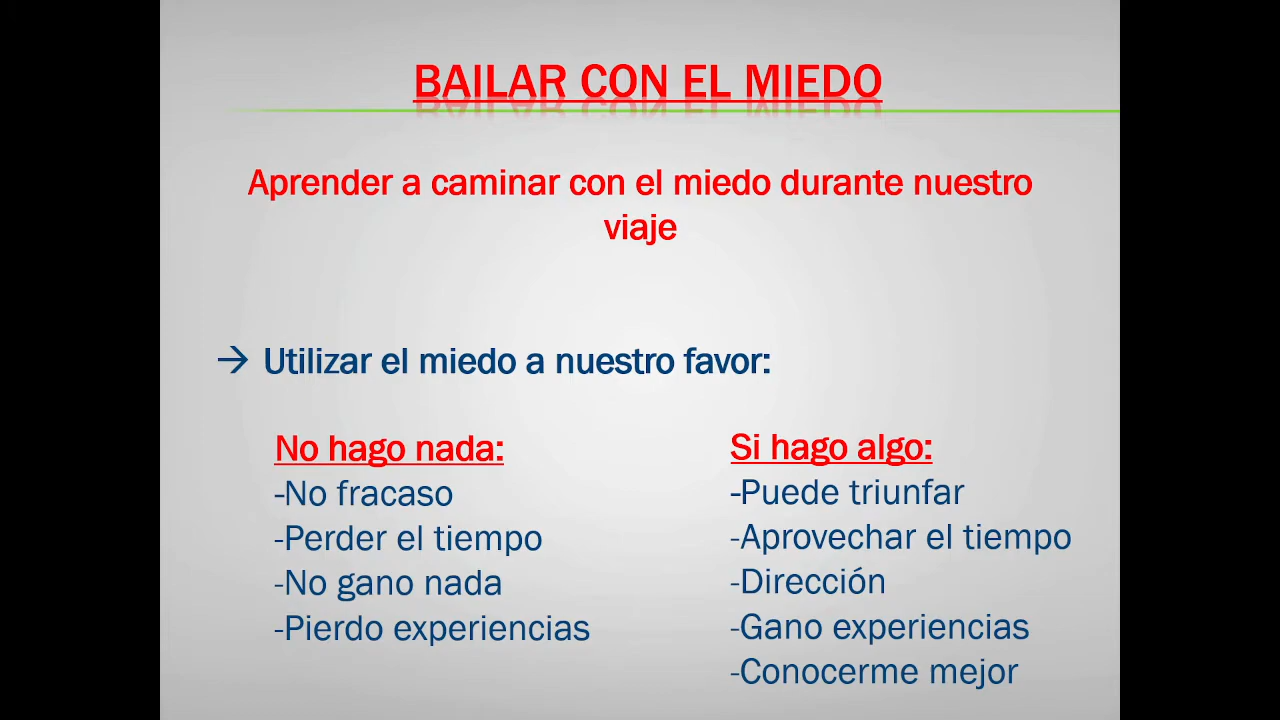 BAILAR CON EL MIEDO
Aprender a caminar con el miedo durante nuestro
viaje
→ Utilizar el miedo a nuestro favor:
No hago nada:
-No fracaso
-Perder el tiempo
-No gano nada
-Pierdo experiencias
Si hago algo:
-Puede triunfar
-Aprovechar el tiempo
-Dirección
-Gano experiencias
-Conocerme mejor